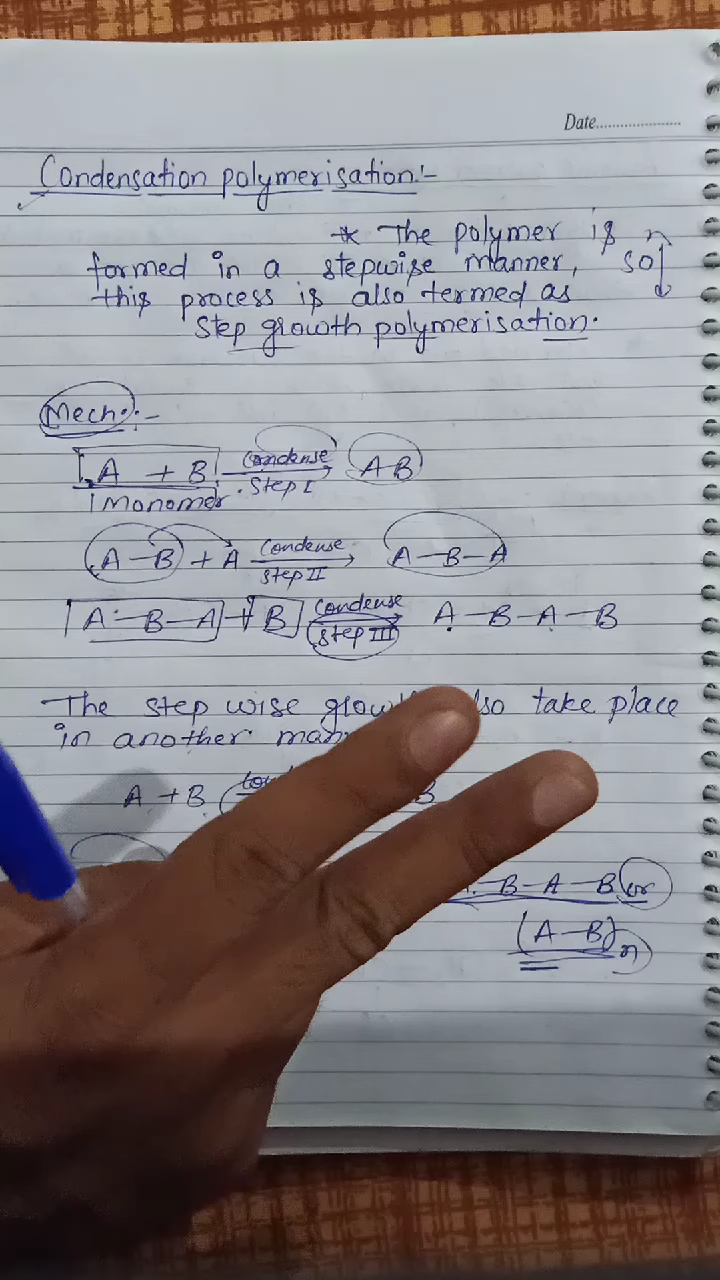 Date....................
Condensation polymerisation:-
* The polymer is
formed in a stepwise manner, so
this process is also termed as
Step growth polymerisation.
Mech:-
A + B Condense Step I AB
Monomer.
A-B + A Condense Step II A-B-A
A-B-A + B Condense Step III A-B-A-B
The step wise also take place
in another
A + B B
B-A-B or
(A-B)n